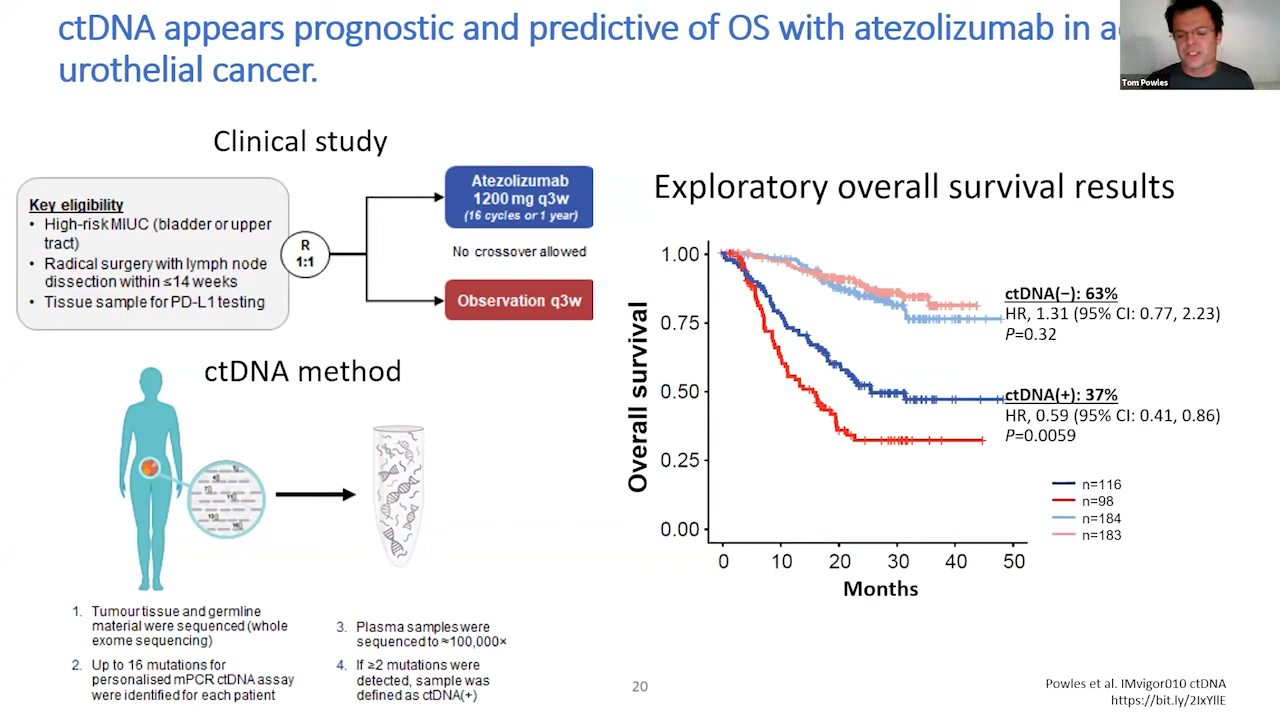 ctDNA appears prognostic and predictive of OS with atezolizumab in
urothelial cancer.
Tom Powles
Clinical study
Key eligibility
• High-risk MIUC (bladder or upper
tract)
• Radical surgery with lymph node
dissection within ≤14 weeks
• Tissue sample for PD-L1 testing
R
1:1
Atezolizumab
1200 mg q3w
(16 cycles or 1 year)
No crossover allowed
Observation q3w
ctDNA method
1. Tumour tissue and germline
material were sequenced (whole
exome sequencing)
2. Up to 16 mutations for
personalised mPCR ctDNA assay
were identified for each patient
3. Plasma samples were
sequenced to ≈100,000×
4. If ≥2 mutations were
detected, sample was
defined as ctDNA(+)
Exploratory overall survival results
Overall survival
1.00
0.75
0.50
0.25
0.00
0 10 20 30 40 50
Months
ctDNA(−): 63%
HR, 1.31 (95% CI: 0.77, 2.23)
P=0.32
ctDNA(+): 37%
HR, 0.59 (95% CI: 0.41, 0.86)
P=0.0059
n=116
n=98
n=184
n=183
20
Powles et al. IMvigor010 ctDNA
https://bit.ly/2IxYllE